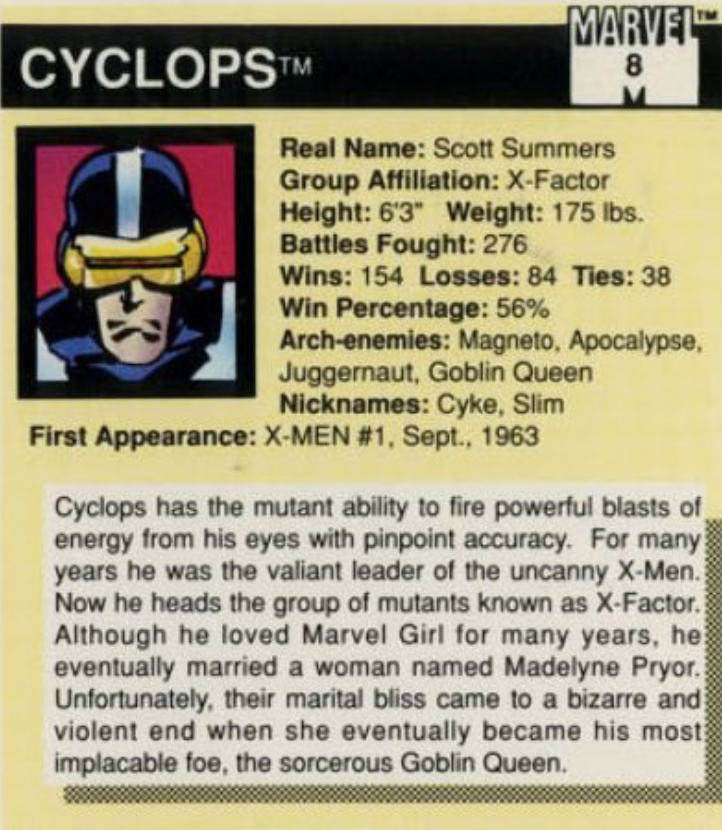 MARVEL™
CYCLOPS™
8
M
Real Name: Scott Summers
Group Affiliation: X-Factor
Height: 6'3" Weight: 175 lbs.
Battles Fought: 276
Wins: 154 Losses: 84 Ties: 38
Win Percentage: 56%
Arch-enemies: Magneto, Apocalypse,
Juggernaut, Goblin Queen
Nicknames: Cyke, Slim
First Appearance: X-MEN #1, Sept., 1963
Cyclops has the mutant ability to fire powerful blasts of
energy from his eyes with pinpoint accuracy. For many
years he was the valiant leader of the uncanny X-Men.
Now he heads the group of mutants known as X-Factor.
Although he loved Marvel Girl for many years, he
eventually married a woman named Madelyne Pryor.
Unfortunately, their marital bliss came to a bizarre and
violent end when she eventually became his most
implacable foe, the sorcerous Goblin Queen.